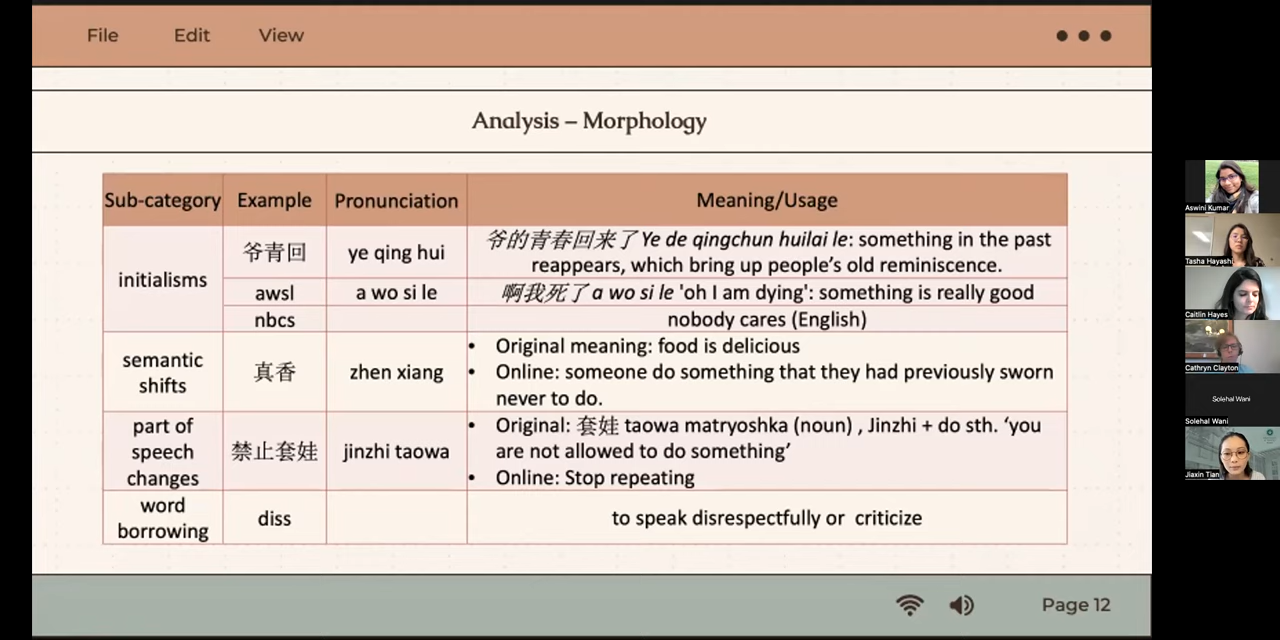 File Edit View
Analysis – Morphology
Sub-category Example Pronunciation Meaning/Usage
initialisms
爷青回 ye qing hui
爷的青春回来了 Ye de qingchun huilai le: something in the past
reappears, which bring up people's old reminiscence.
awsl a wo si le 啊我死了 a wo si le 'oh I am dying': something is really good
nbcs nobody cares (English)
semantic
shifts
真香 zhen xiang
• Original meaning: food is delicious
• Online: someone do something that they had previously sworn
never to do.
part of
speech
changes
禁止套娃 jinzhi taowa
• Original: 套娃 taowa matryoshka (noun) , Jinzhi + do sth. ‘you
are not allowed to do something’
• Online: Stop repeating
word
borrowing
diss to speak disrespectfully or criticize
Page 12
Aswini Kumar
Tasha Hayashi
Caitlin Hayes
Cathryn Clayton
Solehal Wani
Solehal Wani
Jiaxin Tian